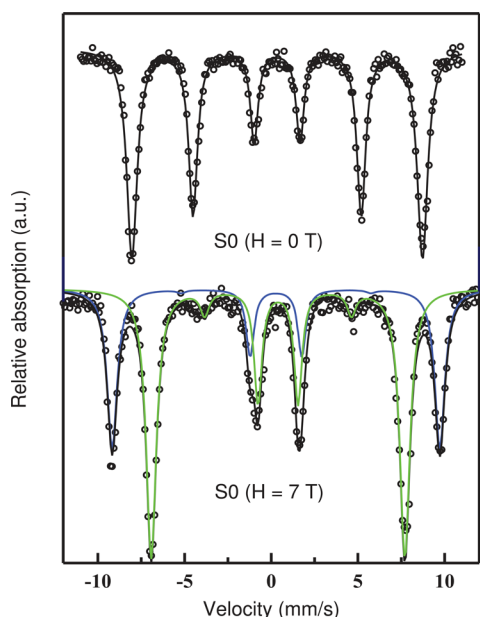 Relative absorption (a.u.)
S0 (H = 0 T)
S0 (H = 7 T)
-10 -5 0 5 10
Velocity (mm/s)